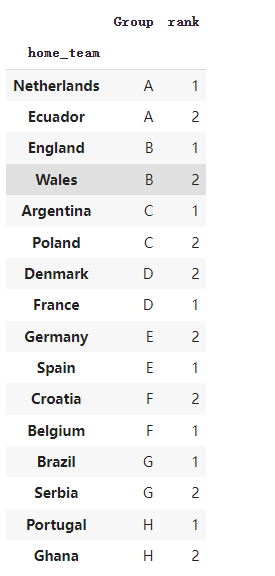 Group rank
home_team
Netherlands A 1
Ecuador A 2
England B 1
Wales B 2
Argentina C 1
Poland C 2
Denmark D 2
France D 1
Germany E 2
Spain E 1
Croatia F 2
Belgium F 1
Brazil G 1
Serbia G 2
Portugal H 1
Ghana H 2